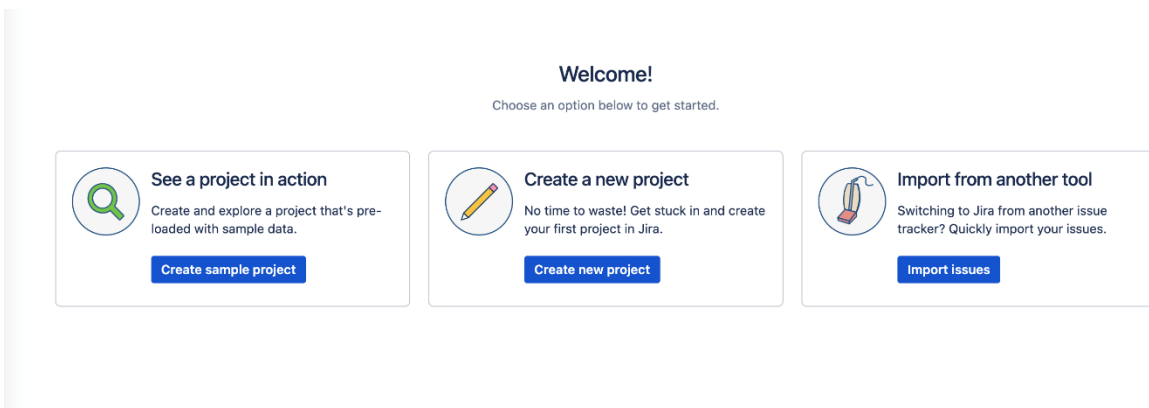 Welcome!
Choose an option below to get started.
See a project in action
Create and explore a project that's pre-
loaded with sample data.
Create sample project
Create a new project
No time to waste! Get stuck in and create
your first project in Jira.
Create new project
Import from another tool
Switching to Jira from another issue
tracker? Quickly import your issues.
Import issues